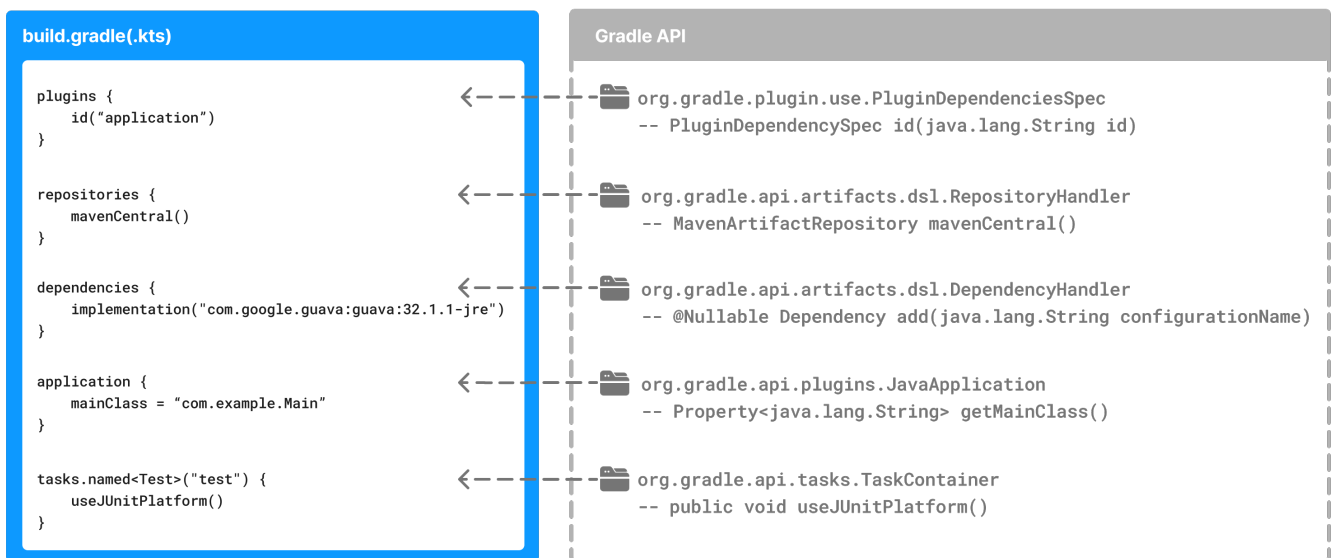 build.gradle(.kts)
plugins {
id(“application”)
}
repositories {
mavenCentral()
}
dependencies {
implementation("com.google.guava:guava:32.1.1-jre")
}
application {
mainClass = “com.example.Main”
}
tasks.named<Test>("test") {
useJUnitPlatform()
}
Gradle API
org.gradle.plugin.use.PluginDependenciesSpec
-- PluginDependencySpec id(java.lang.String id)
org.gradle.api.artifacts.dsl.RepositoryHandler
-- MavenArtifactRepository mavenCentral()
org.gradle.api.artifacts.dsl.DependencyHandler
-- @Nullable Dependency add(java.lang.String configurationName)
org.gradle.api.plugins.JavaApplication
-- Property<java.lang.String> getMainClass()
org.gradle.api.tasks.TaskContainer
-- public void useJUnitPlatform()